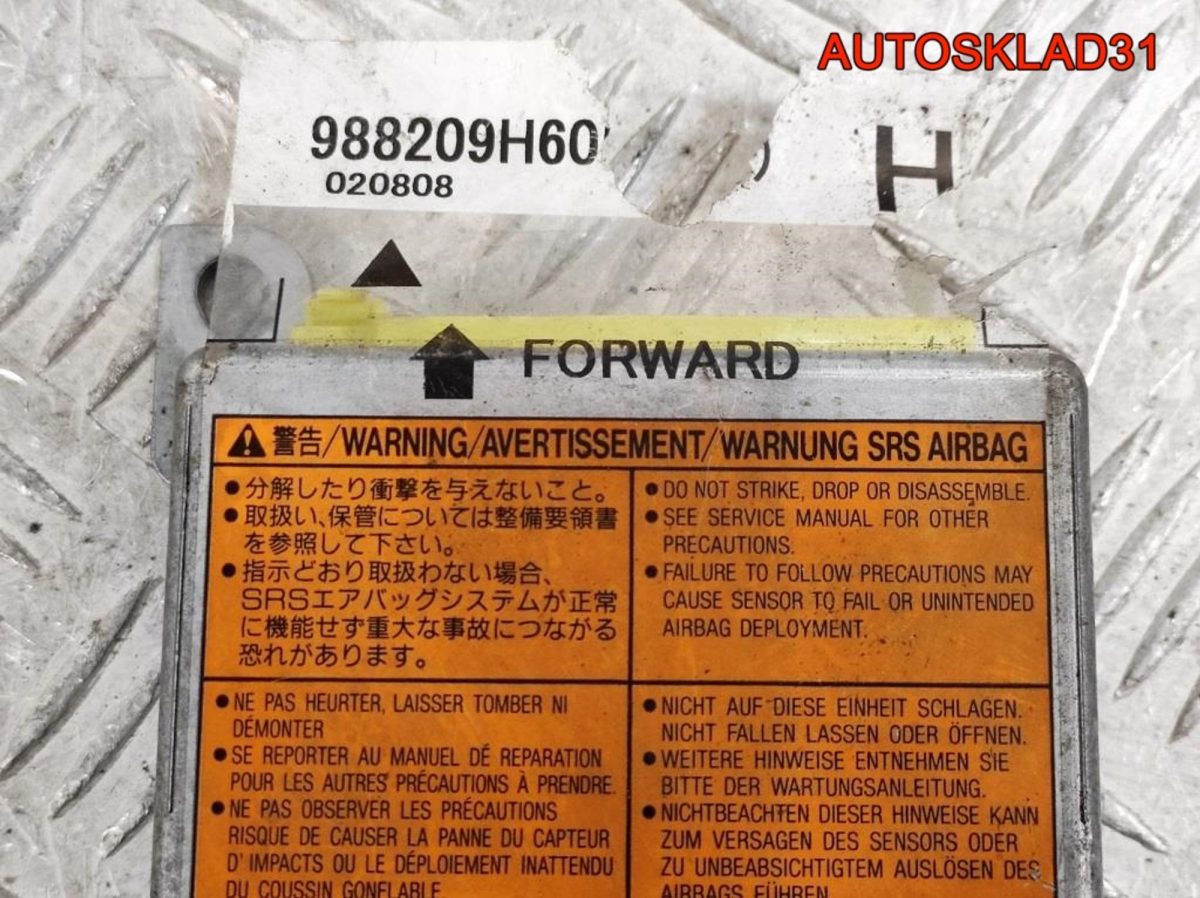 AUTOSKLAD31
988209H60
H
020808
FORWARD
警告/WARNING/AVERTISSEMENT/WARNUNG SRS AIRBAG
●分解したり衝撃を与えないこと。
●取扱い、保管については整備要領書
を参照して下さい。
●指示どおり取扱わない場合、
SRSエアバッグシステムが正常
に機能せず重大な事故につながる
恐れがあります。
●DO NOT STRIKE, DROP OR DISASSEMBLE.
●SEE SERVICE MANUAL FOR OTHER
PRECAUTIONS.
●FAILURE TO FOLLOW PRECAUTIONS MAY
CAUSE SENSOR TO FAIL OR UNINTENDED
AIRBAG DEPLOYMENT.
●NE PAS HEURTER, LAISSER TOMBER NI
DÉMONTER
●SE REPORTER AU MANUEL DÉ REPARATION
POUR LES AUTRES PRÉCAUTIONS À PRENDRE.
●NE PAS OBSERVER LES PRÉCAUTIONS
RISQUE DE CAUSER LA PANNE DU CAPTEUR
D'IMPACTS OU LE DÉPLOIEMENT INATTENDU
DU COUSSIN GONFLABLE
●NICHT AUF DIESE EINHEIT SCHLAGEN.
NICHT FALLEN LASSEN ODER ÖFFNEN.
●WEITERE HINWEISE ENTNEHMEN SIE
BITTE DER WARTUNGSANLEITUNG.
●NICHTBEACHTEN DIESER HINWEISE KANN
ZUM VERSAGEN DES SENSORS ODER
ZU UNBEABSICHTIGTEM AUSLÖSEN DES
AIRBAGS FÜHREN.